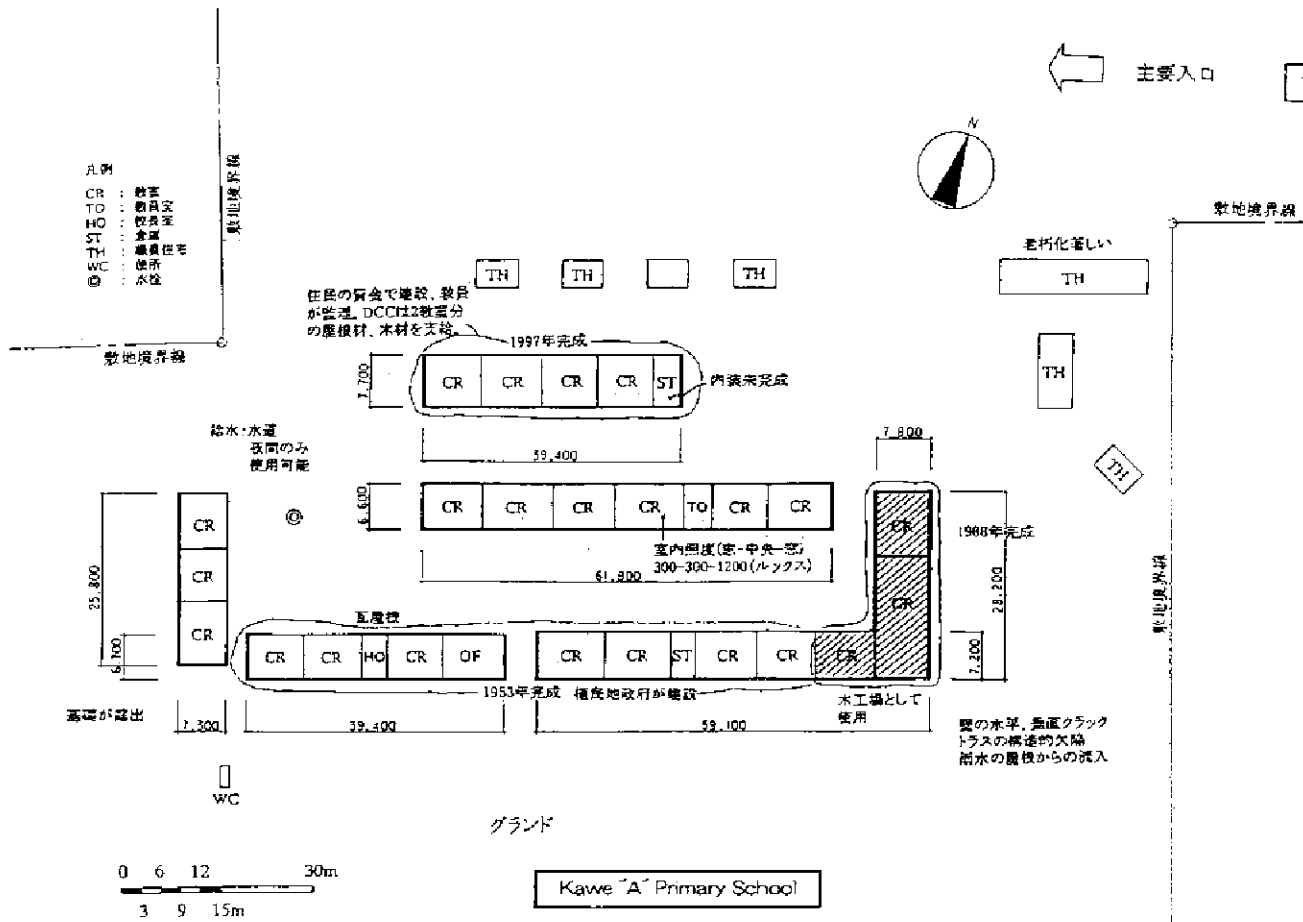 主要入口
N
凡例
CR : 教室
TO : 教員室
HO : 校長室
ST : 倉庫
TH : 職員住宅
WC : 便所
◎ : 水栓
敷地境界線
敷地境界線
敷地境界線
敷地境界線
老朽化著しい
TH
TH
TH
TH
TH
TH
住民の資金で建設、教員
が監理。DCCは2教室分
の屋根材、木材を支給。
1997年完成
7,700
CR CR CR CR ST
内装未完成
39,400
給水・水道
夜間のみ
使用可能
7,800
6,600
CR CR CR CR TO CR CR
室内照度(窓-中央-窓)
300-300-1200(ルックス)
61,800
CR
CR
CR
25,800
6,700
CR
CR
1988年完成
28,200
7,200
瓦屋根
CR CR HO CR OF
CR CR ST CR CR CR
1953年完成 植民地政府が建設
基礎が露出
7,300
39,400
59,100
木工場として
使用
壁の水平、垂直クラック
トラスの構造的欠陥
雨水の屋根からの流入
WC
グランド
0 6 12 30m
3 9 15m
Kawe "A" Primary School